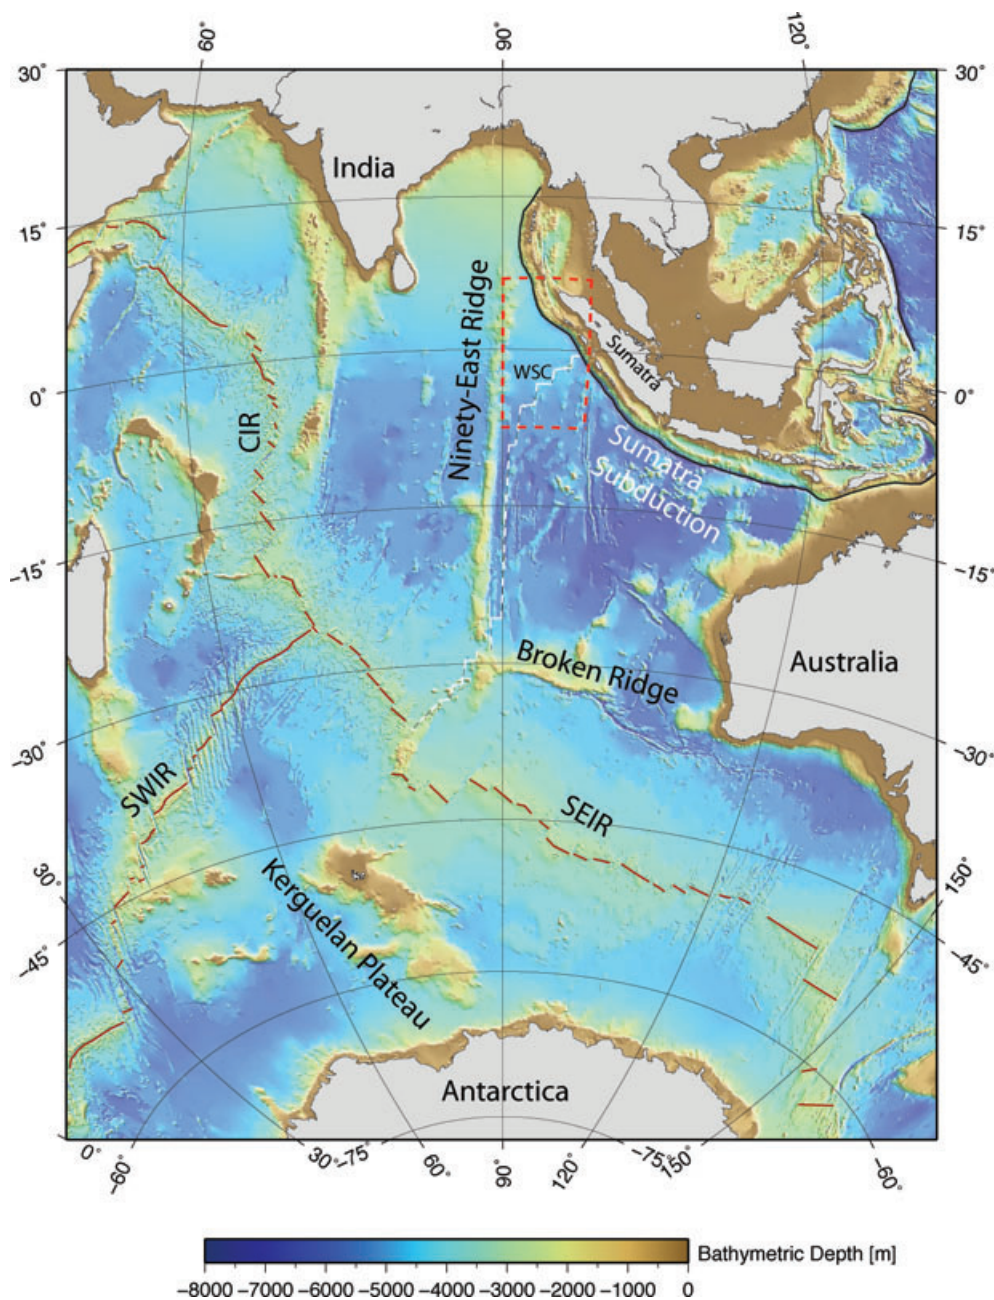 60°
90°
120°
30°
30°
India
15°
15°
Ninety-East Ridge
WSC
Sumatra
0°
0°
CIR
Sumatra
Subduction
-15°
-15°
Broken Ridge
Australia
-30°
-30°
SWIR
SEIR
Kerguelan Plateau
30°
150°
-45°
-45°
Antarctica
0°
-60°
30°
-75°
60°
90°
120°
-75°
150°
-60°
Bathymetric Depth [m]
-8000 -7000 -6000 -5000 -4000 -3000 -2000 -1000 0